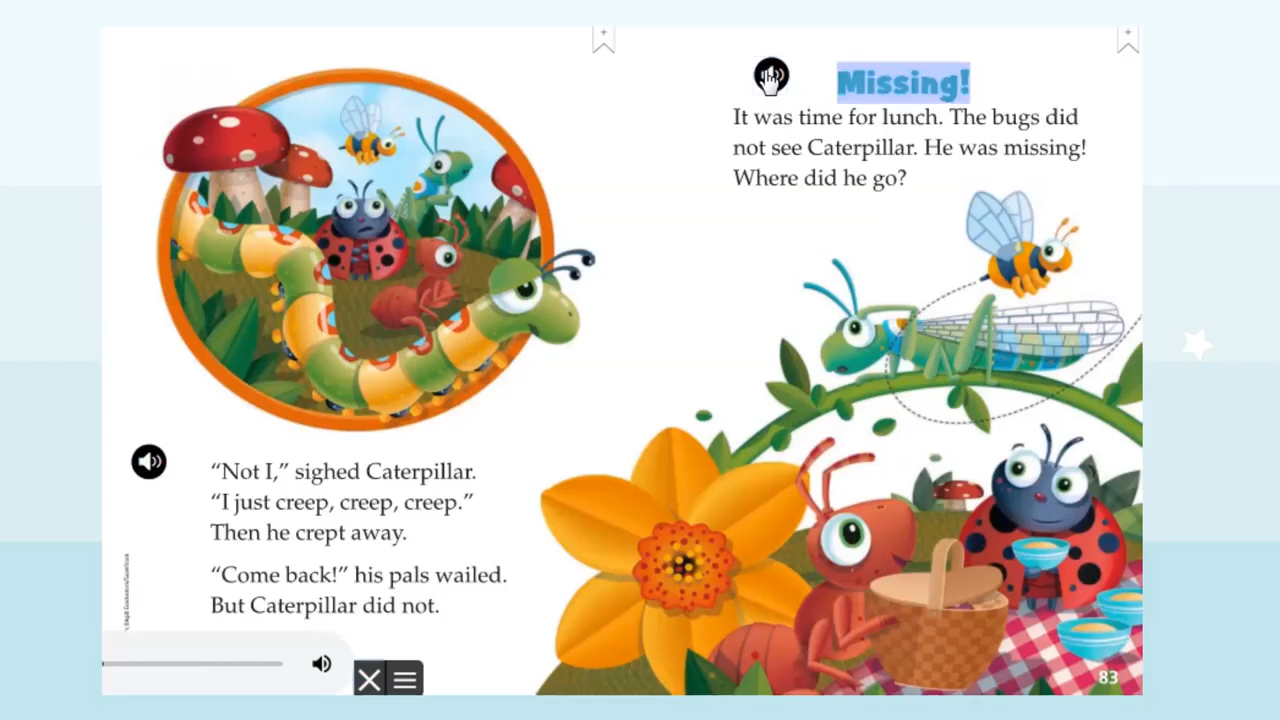 “Not I,” sighed Caterpillar.
“I just creep, creep, creep.”
Then he crept away.
“Come back!” his pals wailed.
But Caterpillar did not.
Missing!
It was time for lunch. The bugs did
not see Caterpillar. He was missing!
Where did he go?
83